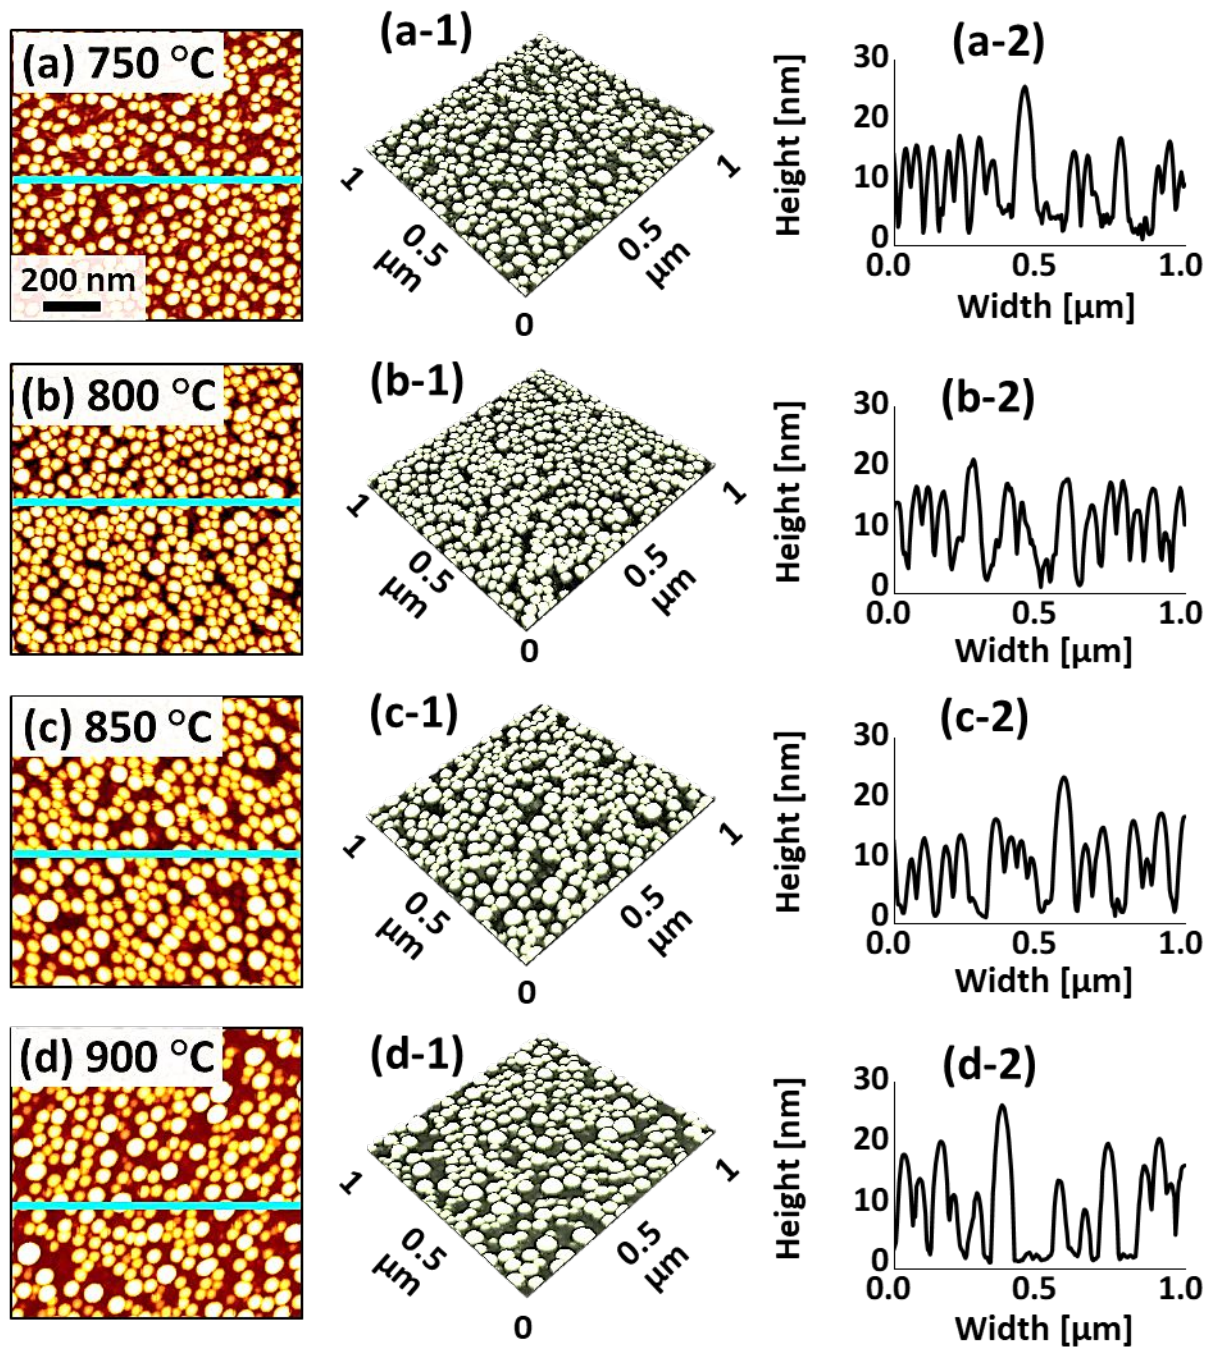 (a) 750 °C
200 nm
(a-1)
1
0.5
µm
0
0.5
µm
1
(a-2)
Height [nm]
30
20
10
0
0.0 0.5 1.0
Width [µm]
(b) 800 °C
(b-1)
1
0.5
µm
0
0.5
µm
1
(b-2)
Height [nm]
30
20
10
0
0.0 0.5 1.0
Width [µm]
(c) 850 °C
(c-1)
1
0.5
µm
0
0.5
µm
1
(c-2)
Height [nm]
30
20
10
0
0.0 0.5 1.0
Width [µm]
(d) 900 °C
(d-1)
1
0.5
µm
0
0.5
µm
1
(d-2)
Height [nm]
30
20
10
0
0.0 0.5 1.0
Width [µm]